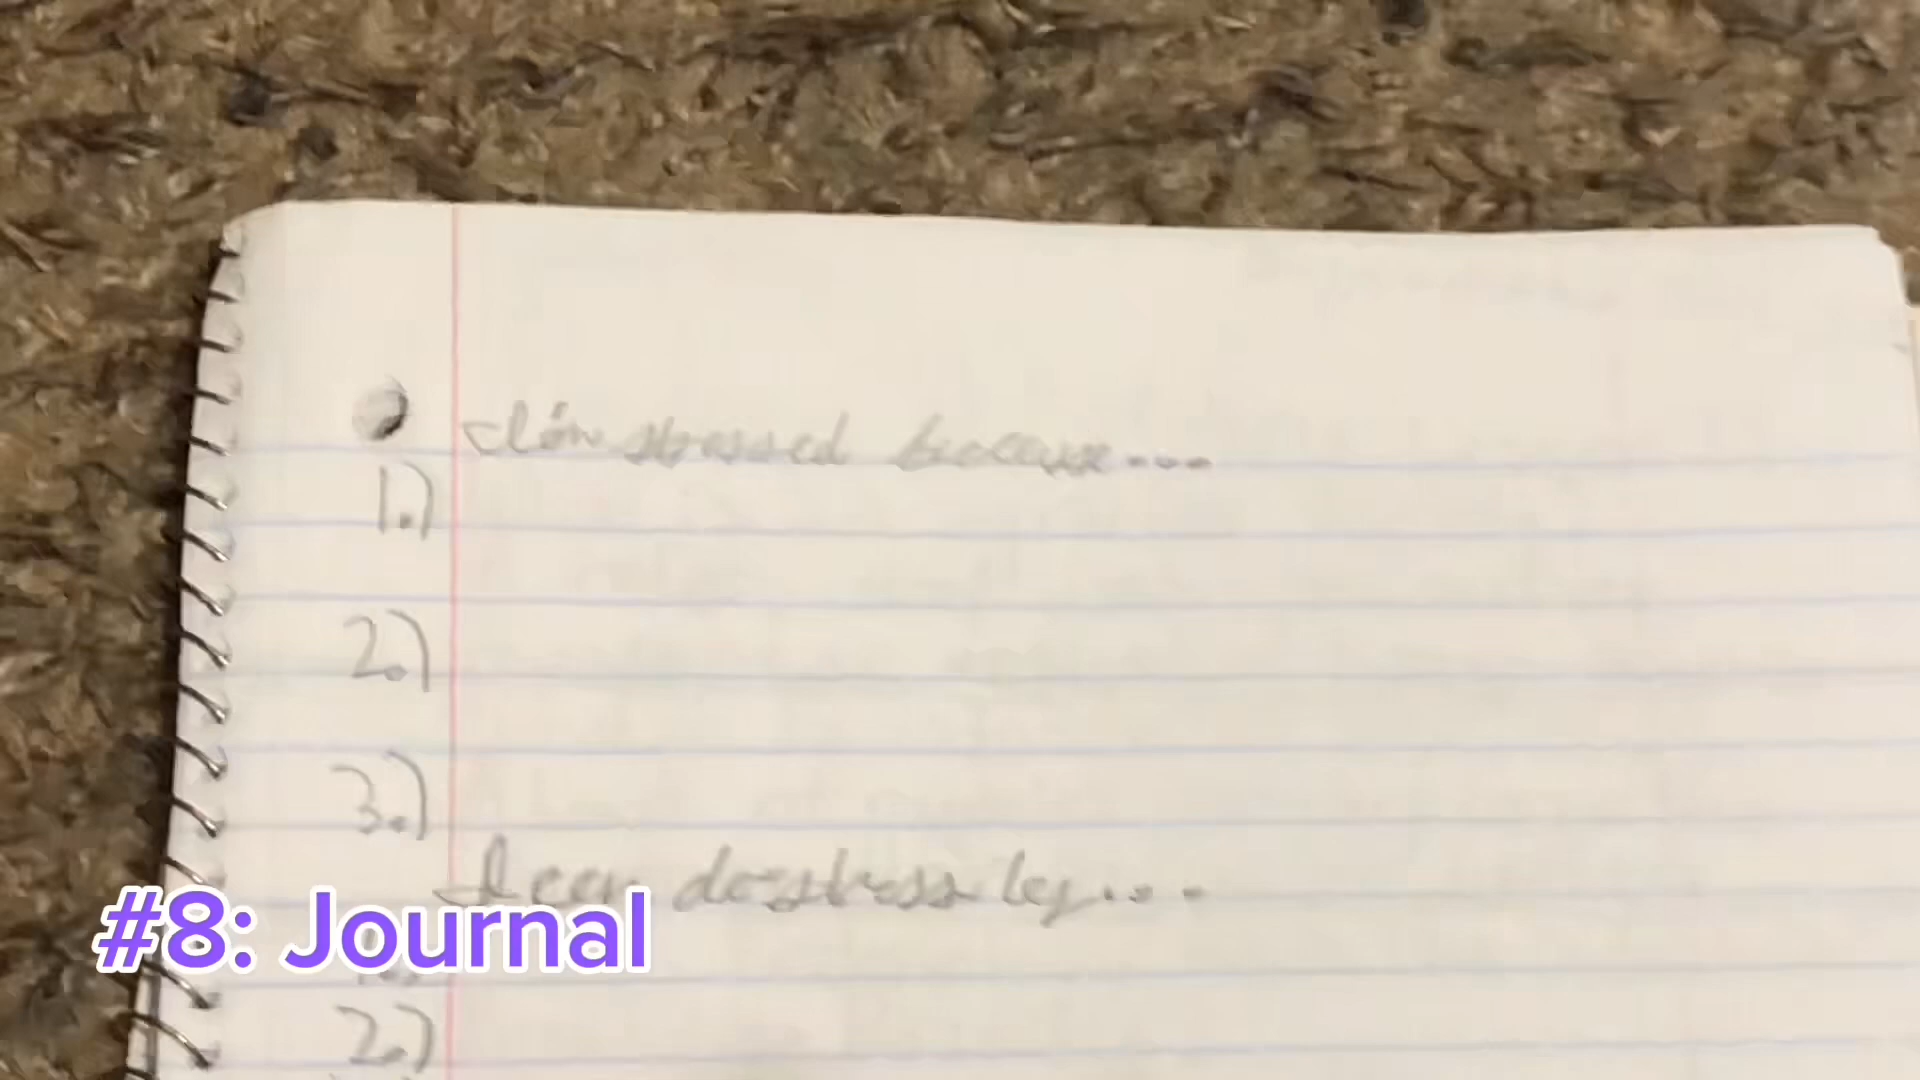 I'm stressed because...
1.)
2.)
3.)
I can destress by...
#8: Journal
2.)